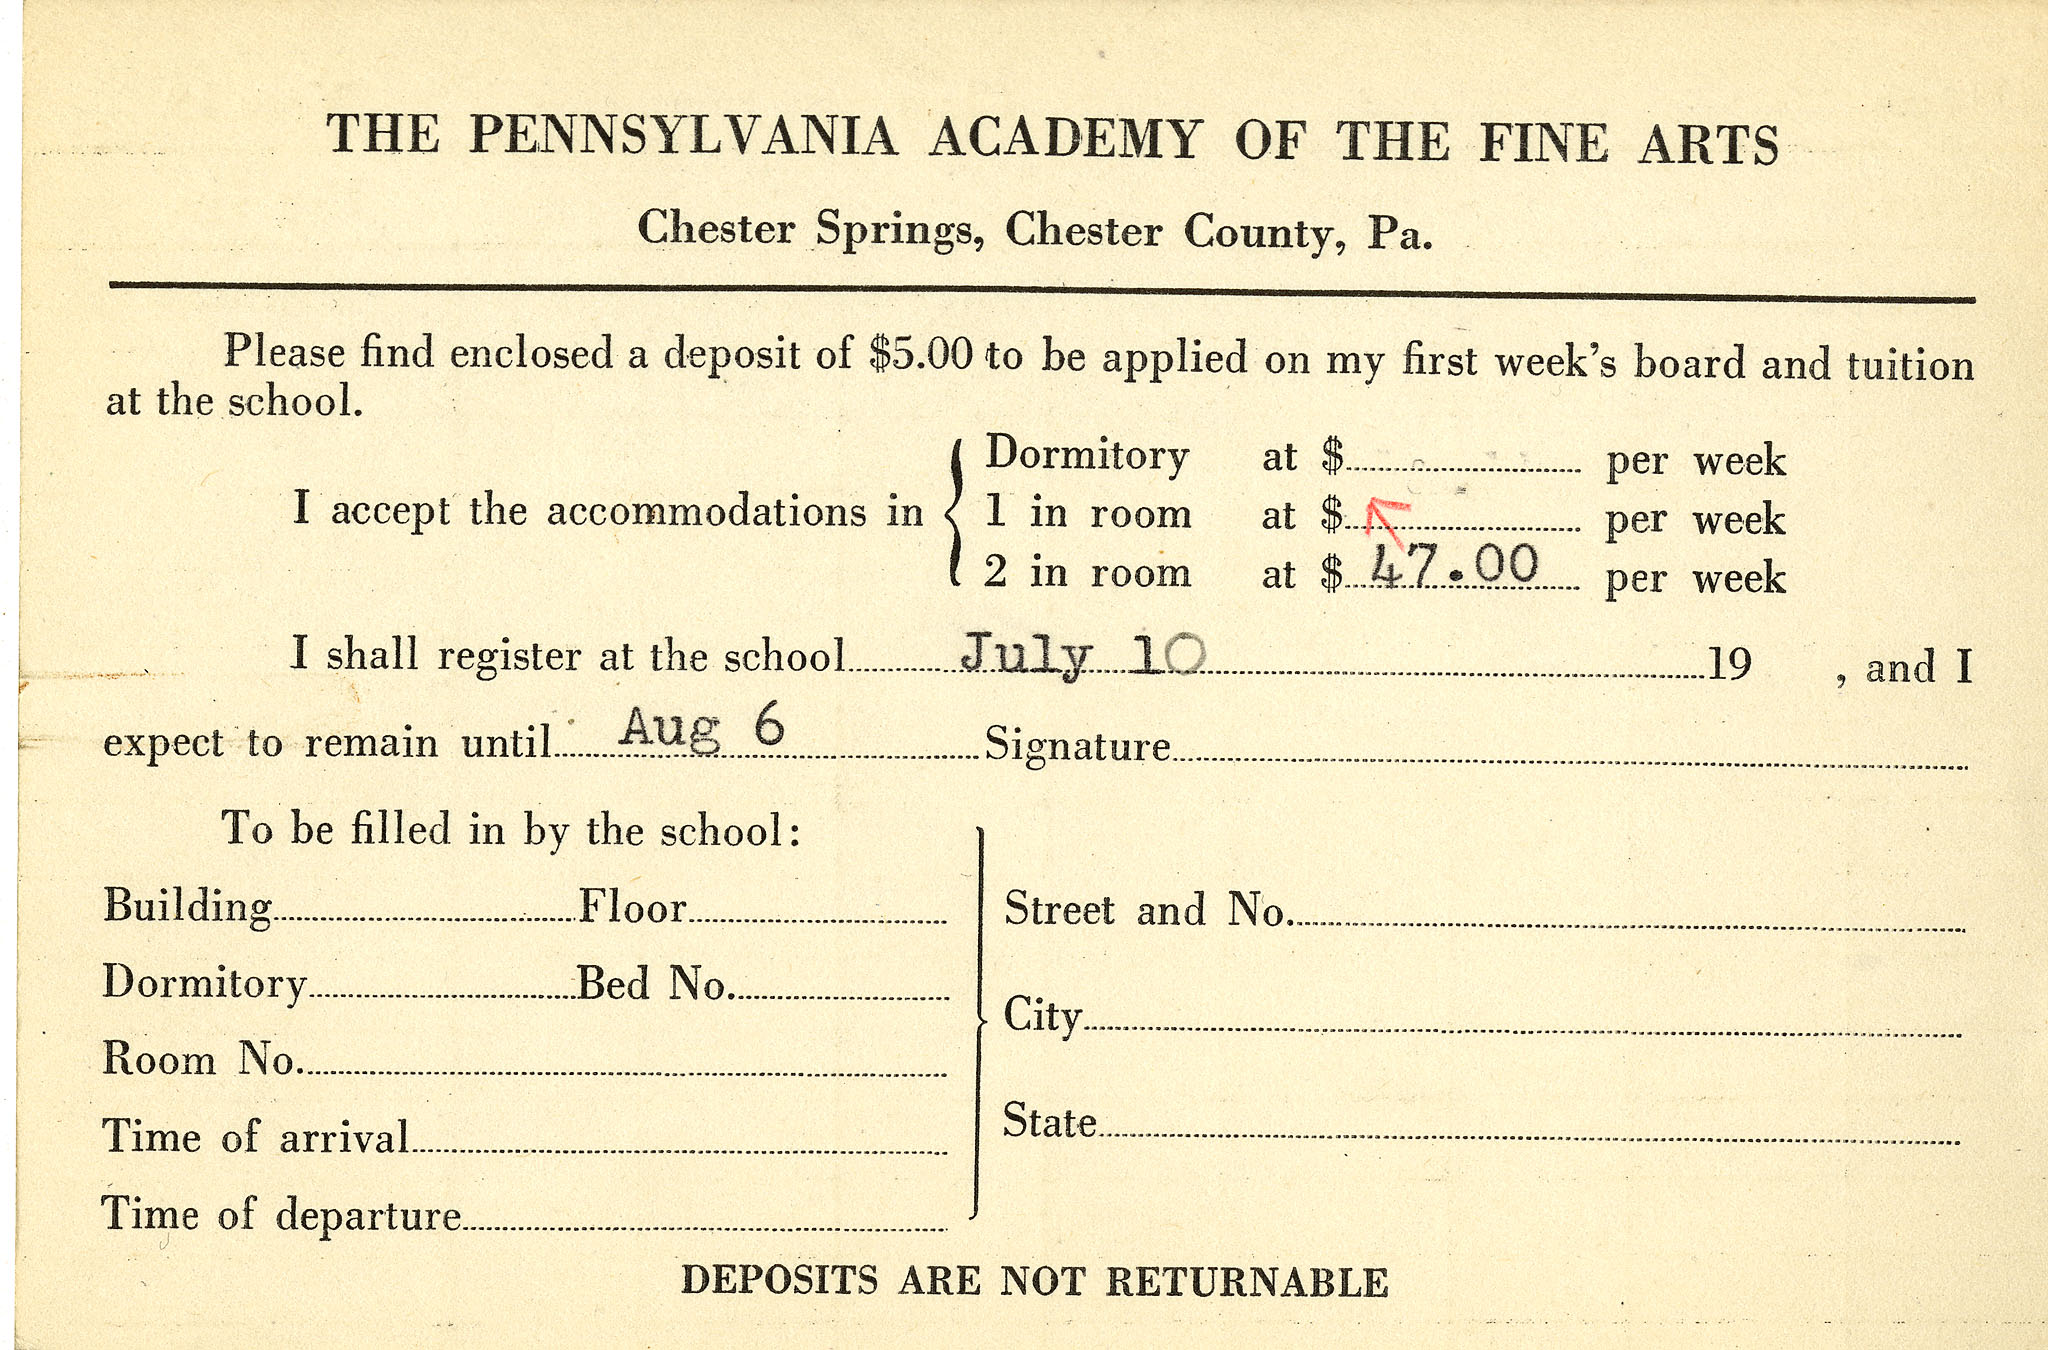 THE PENNSYLVANIA ACADEMY OF THE FINE ARTS
Chester Springs, Chester County, Pa.
Please find enclosed a deposit of $5.00 to be applied on my first week's board and tuition
at the school.
I accept the accommodations in
Dormitory at $ per week
1 in room at $ per week
2 in room at $ 47.00 per week
I shall register at the school July 10 19 , and I
expect to remain until Aug 6 Signature
To be filled in by the school:
Building Floor
Dormitory Bed No.
Room No.
Time of arrival
Time of departure
Street and No.
City
State
DEPOSITS ARE NOT RETURNABLE